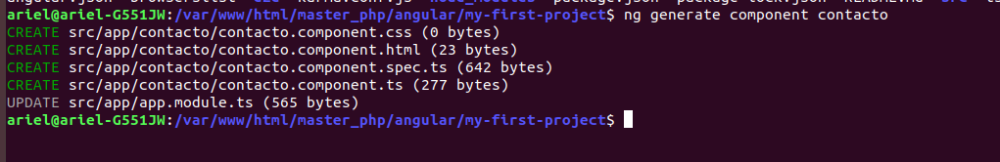 ariel@ariel-G551JW:/var/www/html/master_php/angular/my-first-project$ ng generate component contacto
CREATE src/app/contacto/contacto.component.css (0 bytes)
CREATE src/app/contacto/contacto.component.html (23 bytes)
CREATE src/app/contacto/contacto.component.spec.ts (642 bytes)
CREATE src/app/contacto/contacto.component.ts (277 bytes)
UPDATE src/app/app.module.ts (565 bytes)
ariel@ariel-G551JW:/var/www/html/master_php/angular/my-first-project$